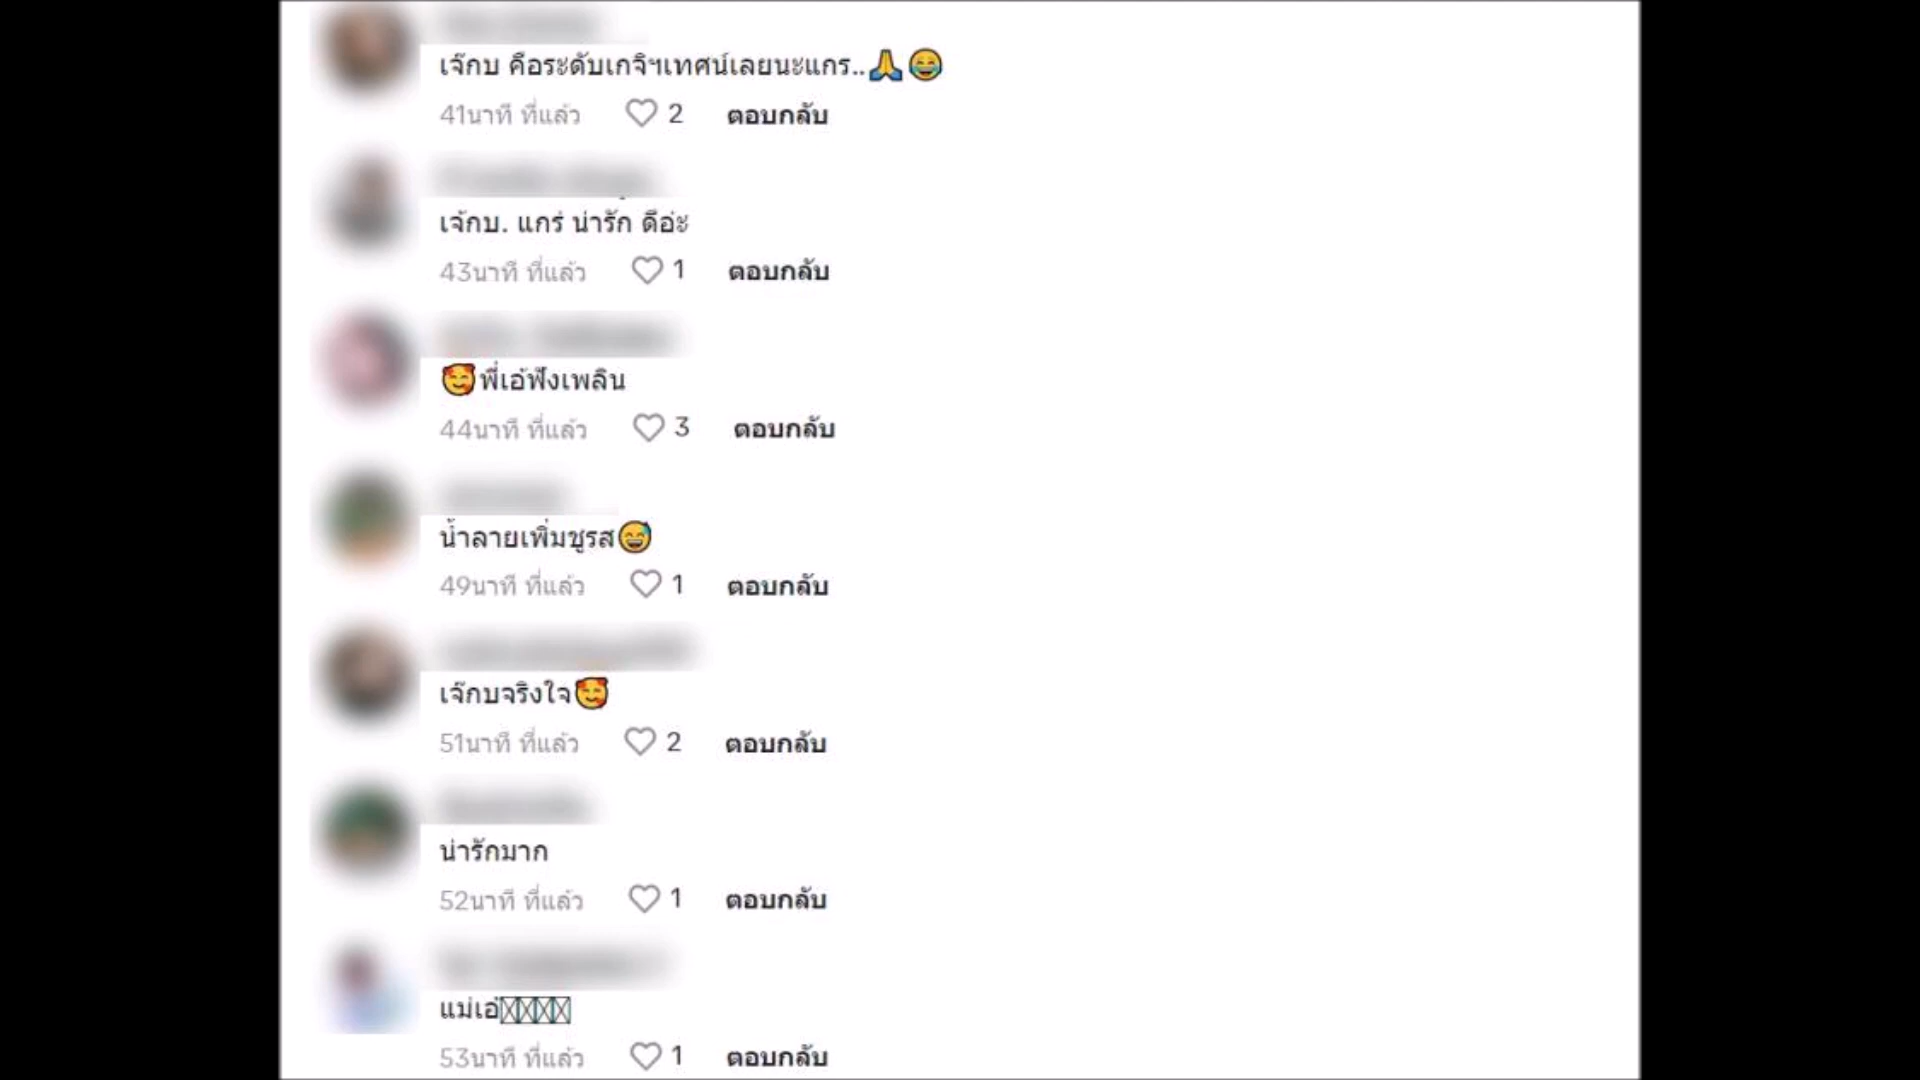 เจ๊กบ คือระดับเกจิฯเทศน์เลยนะแกร..🙏😂
41นาที ที่แล้ว 2 ตอบกลับ
เจ้กบ. แกร่ น่ารัก ดีอ่ะ
43นาที ที่แล้ว 1 ตอบกลับ
🥰พี่เอ้ฟังเพลิน
44นาที ที่แล้ว 3 ตอบกลับ
น้ำลายเพิ่มชูรส😅
49นาที ที่แล้ว 1 ตอบกลับ
เจ๊กบจริงใจ🥰
51นาที ที่แล้ว 2 ตอบกลับ
น่ารักมาก
52นาที ที่แล้ว 1 ตอบกลับ
แม่เอ้
53นาที ที่แล้ว 1 ตอบกลับ